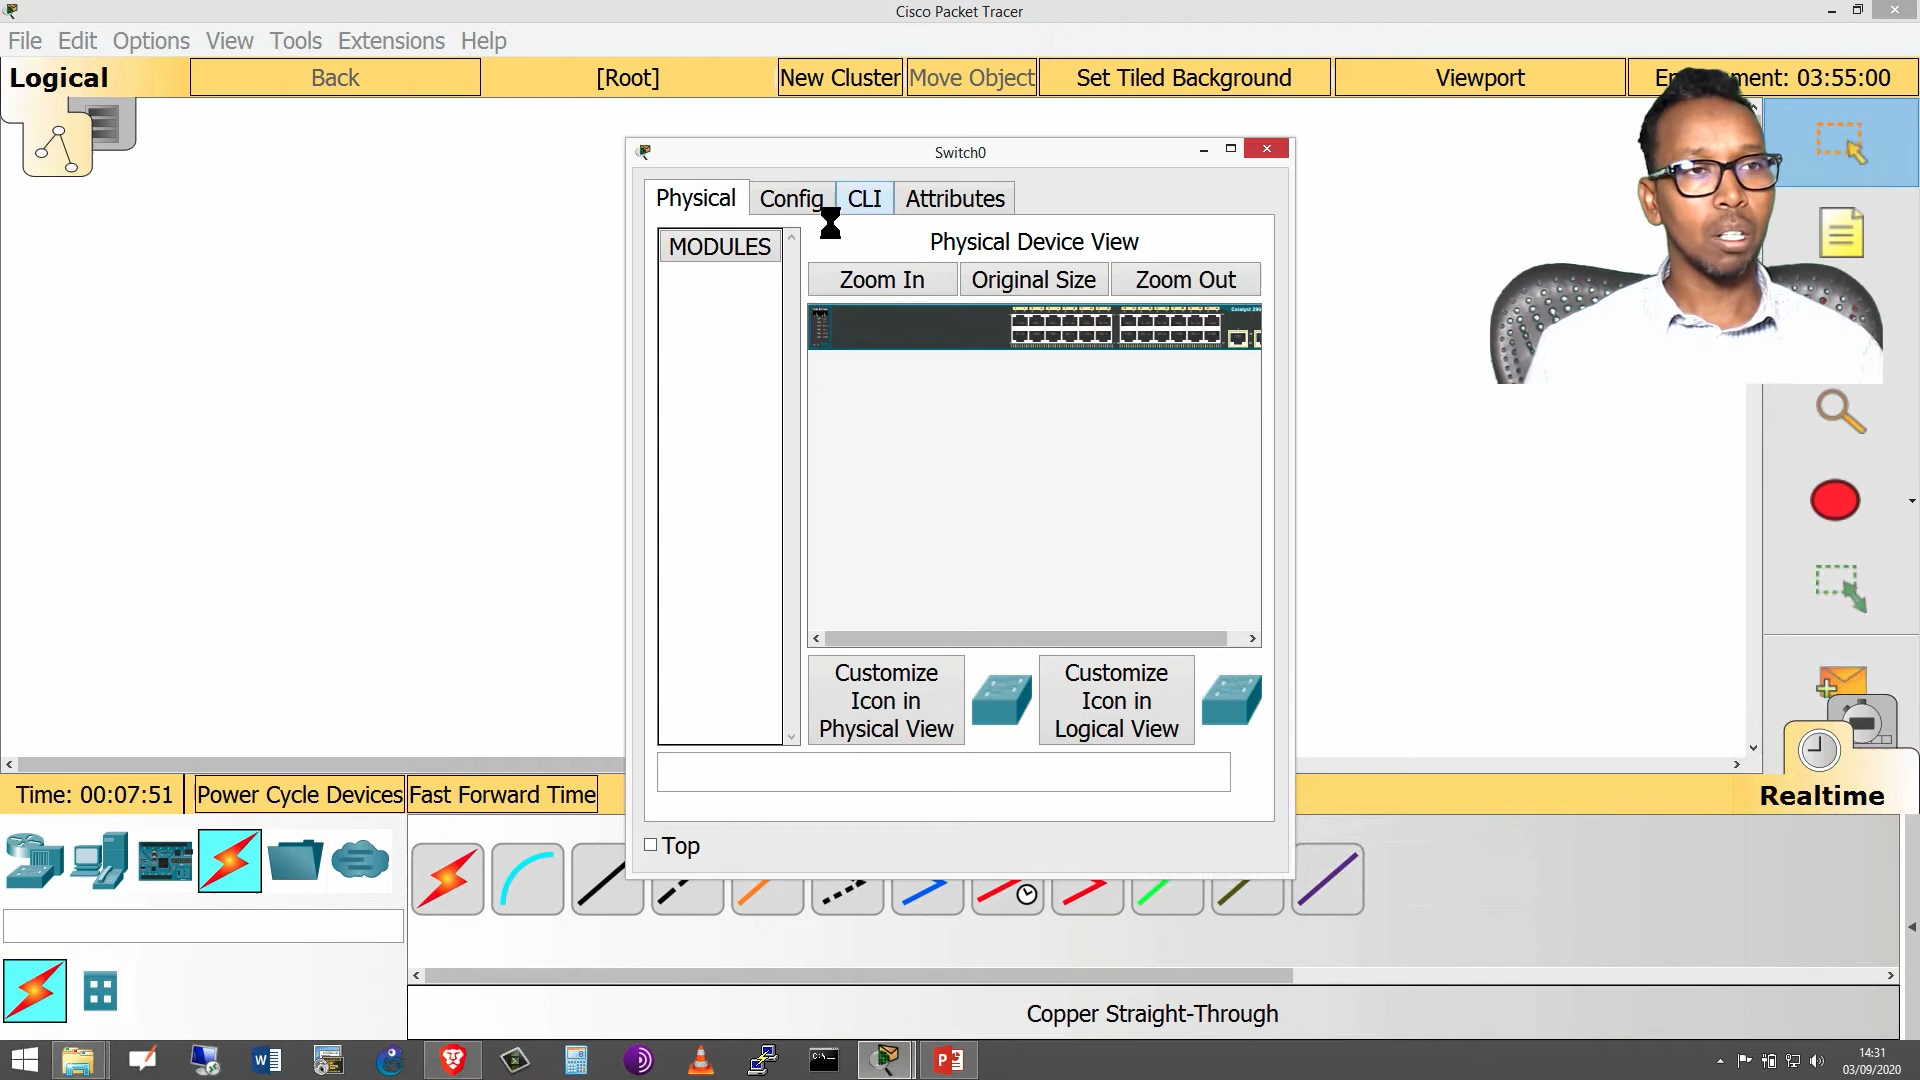 Cisco Packet Tracer
File Edit Options View Tools Extensions Help
Logical Back [Root] New Cluster Move Object Set Tiled Background Viewport
ment: 03:55:00
Switch0
Physical Config CLI Attributes
MODULES
Physical Device View
Zoom In Original Size Zoom Out
Customize
Icon in
Physical View
Customize
Icon in
Logical View
Top
Time: 00:07:51 Power Cycle Devices Fast Forward Time
Realtime
Copper Straight-Through
14:31
03/09/2020